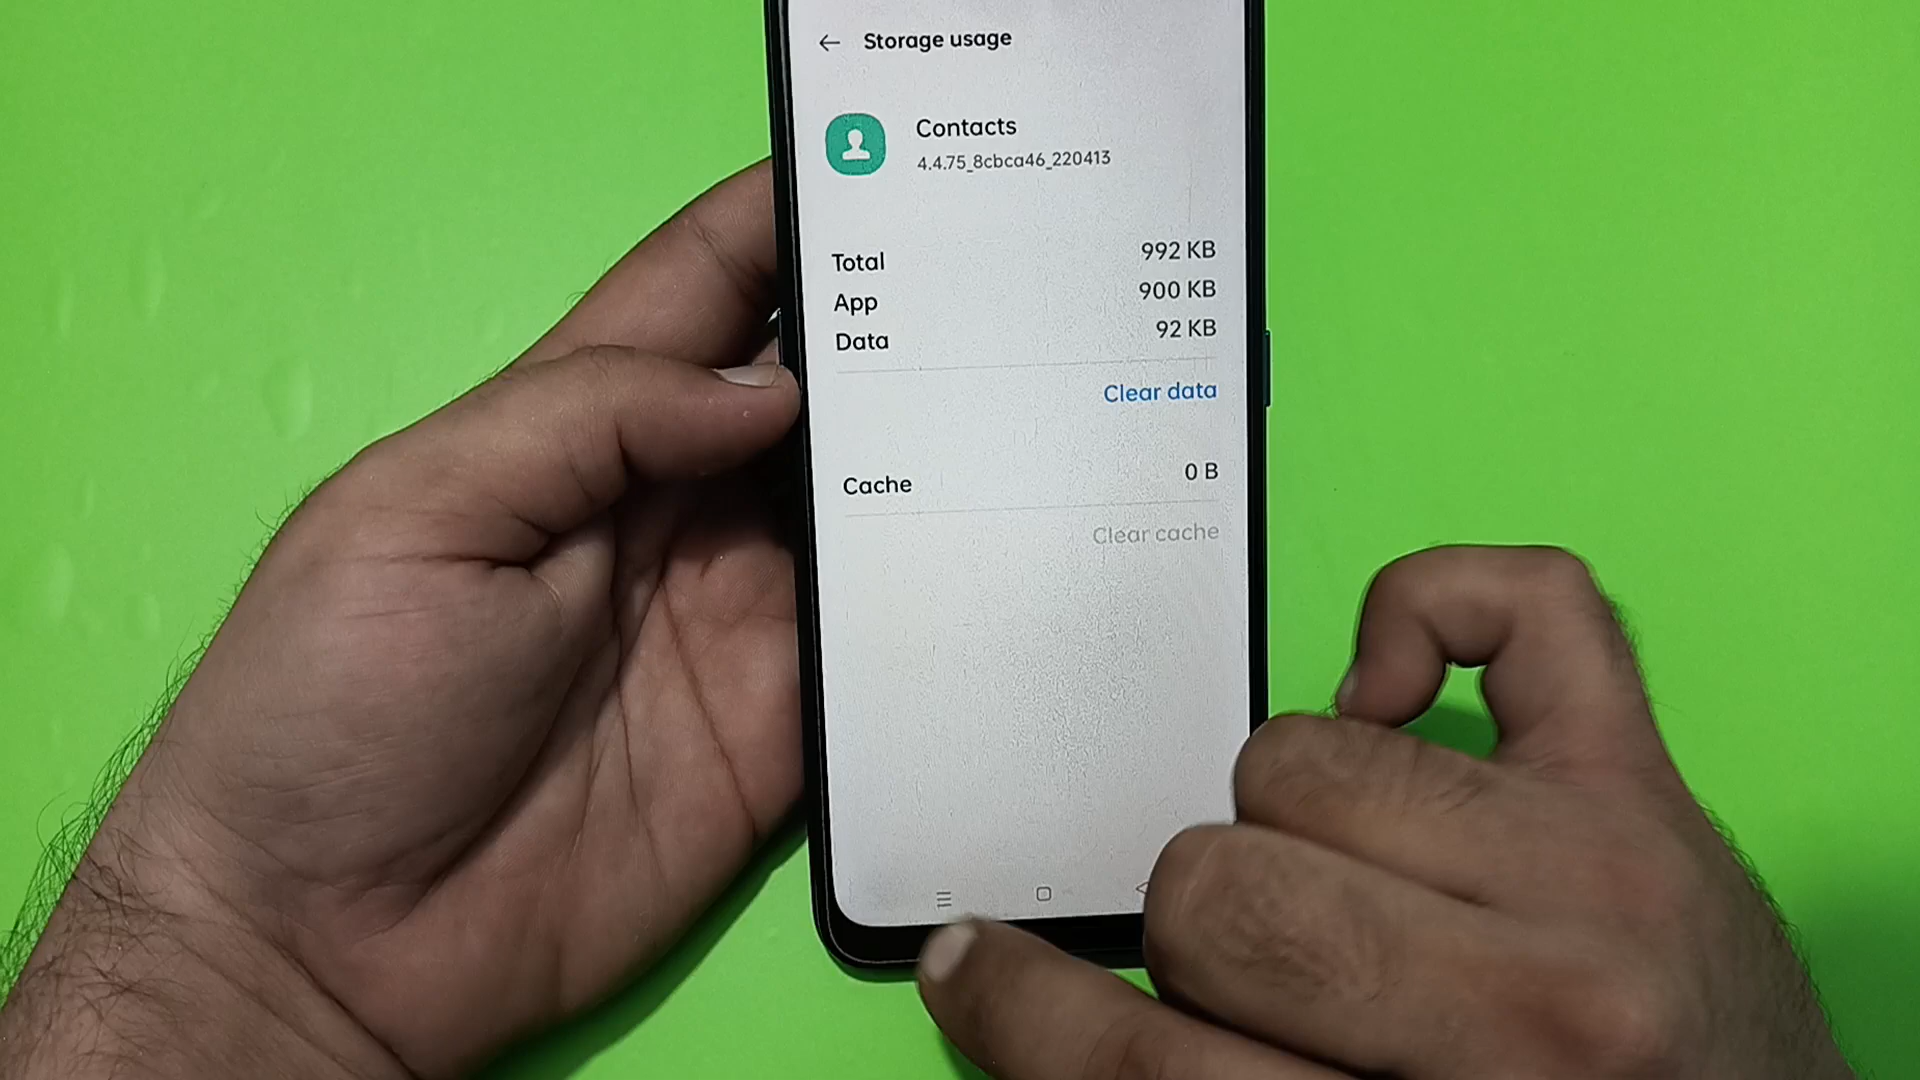 Storage usage
Contacts
4.4.75_8cbca46_220413
Total 992 KB
App 900 KB
Data 92 KB
Clear data
Cache 0 B
Clear cache